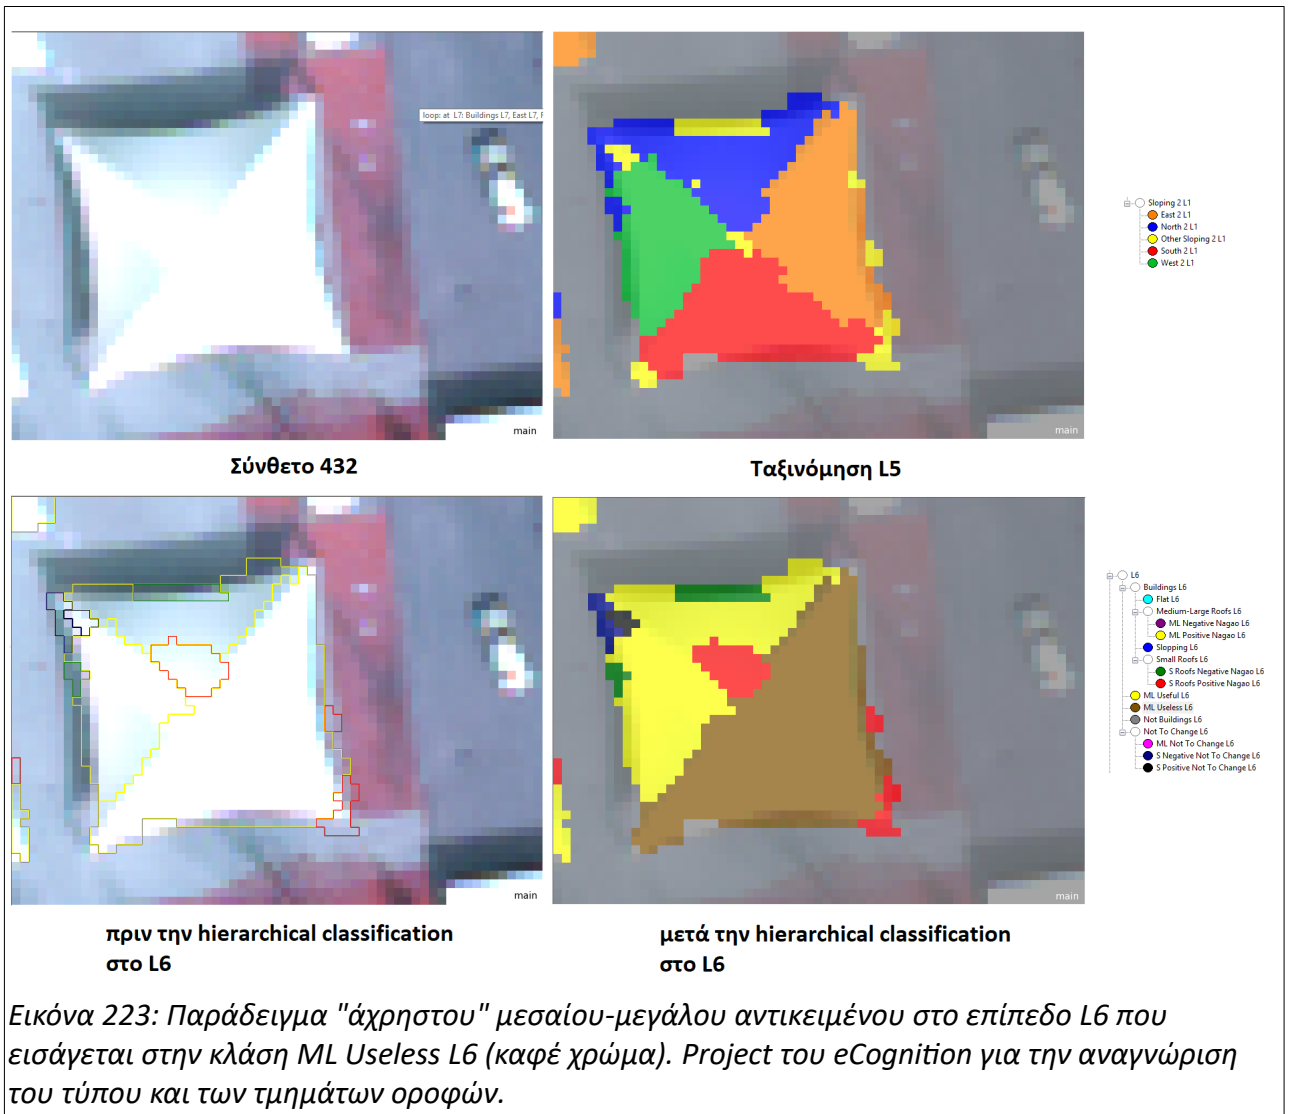 loop: at L7: Buildings L7, East L7, F
main
main
Sloping 2 L1
East 2 L1
North 2 L1
Other Sloping 2 L1
South 2 L1
West 2 L1
Σύνθετο 432
Ταξινόμηση L5
main
main
L6
Buildings L6
Flat L6
Medium-Large Roofs L6
ML Negative Nagao L6
ML Positive Nagao L6
Slopping L6
Small Roofs L6
S Roofs Negative Nagao L6
S Roofs Positive Nagao L6
ML Useful L6
ML Useless L6
Not Buildings L6
Not To Change L6
ML Not To Change L6
S Negative Not To Change L6
S Positive Not To Change L6
πριν την hierarchical classification
στο L6
μετά την hierarchical classification
στο L6
Εικόνα 223: Παράδειγμα "άχρηστου" μεσαίου-μεγάλου αντικειμένου στο επίπεδο L6 που
εισάγεται στην κλάση ML Useless L6 (καφέ χρώμα). Project του eCognition για την αναγνώριση
του τύπου και των τμημάτων οροφών.